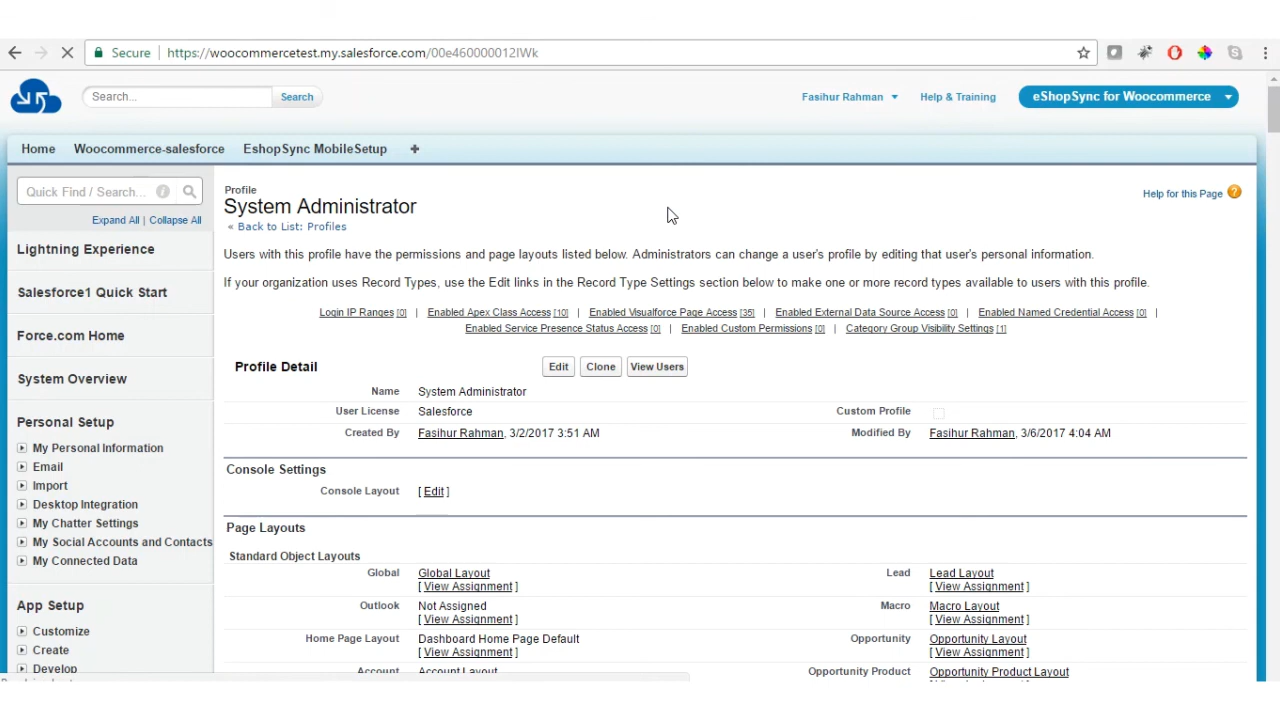 Secure https://woocommercetest.my.salesforce.com/00e460000012IWk
Search... Search Fasihur Rahman Help & Training eShopSync for Woocommerce
Home Woocommerce-salesforce EshopSync MobileSetup
Quick Find / Search...
Expand All | Collapse All
Lightning Experience
Salesforce1 Quick Start
Force.com Home
System Overview
Personal Setup
My Personal Information
Email
Import
Desktop Integration
My Chatter Settings
My Social Accounts and Contacts
My Connected Data
App Setup
Customize
Create
Develop
Profile
System Administrator
« Back to List: Profiles
Help for this Page ?
Users with this profile have the permissions and page layouts listed below. Administrators can change a user's profile by editing that user's personal information.
If your organization uses Record Types, use the Edit links in the Record Type Settings section below to make one or more record types available to users with this profile.
Login IP Ranges [0] | Enabled Apex Class Access [10] | Enabled Visualforce Page Access [35] | Enabled External Data Source Access [0] | Enabled Named Credential Access [0] |
Enabled Service Presence Status Access [0] | Enabled Custom Permissions [0] | Category Group Visibility Settings [1]
Profile Detail Edit Clone View Users
Name System Administrator
User License Salesforce Custom Profile
Created By Fasihur Rahman, 3/2/2017 3:51 AM Modified By Fasihur Rahman, 3/6/2017 4:04 AM
Console Settings
Console Layout [ Edit ]
Page Layouts
Standard Object Layouts
Global Global Layout Lead Lead Layout
[ View Assignment ] [ View Assignment ]
Outlook Not Assigned Macro Macro Layout
[ View Assignment ] [ View Assignment ]
Home Page Layout Dashboard Home Page Default Opportunity Opportunity Layout
[ View Assignment ] [ View Assignment ]
Account Account Layout Opportunity Product Opportunity Product Layout